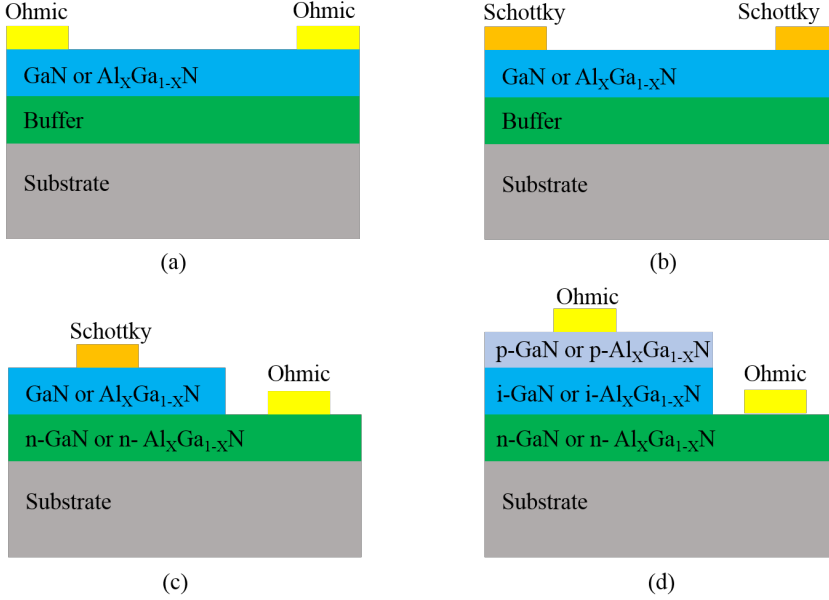 Ohmic Ohmic
GaN or AlXGa1-XN
Buffer
Substrate
(a)
Schottky Schottky
GaN or AlXGa1-XN
Buffer
Substrate
(b)
Schottky
Ohmic
GaN or AlXGa1-XN
n-GaN or n- AlXGa1-XN
Substrate
(c)
Ohmic
p-GaN or p-AlXGa1-XN
Ohmic
i-GaN or i-AlXGa1-XN
n-GaN or n- AlXGa1-XN
Substrate
(d)